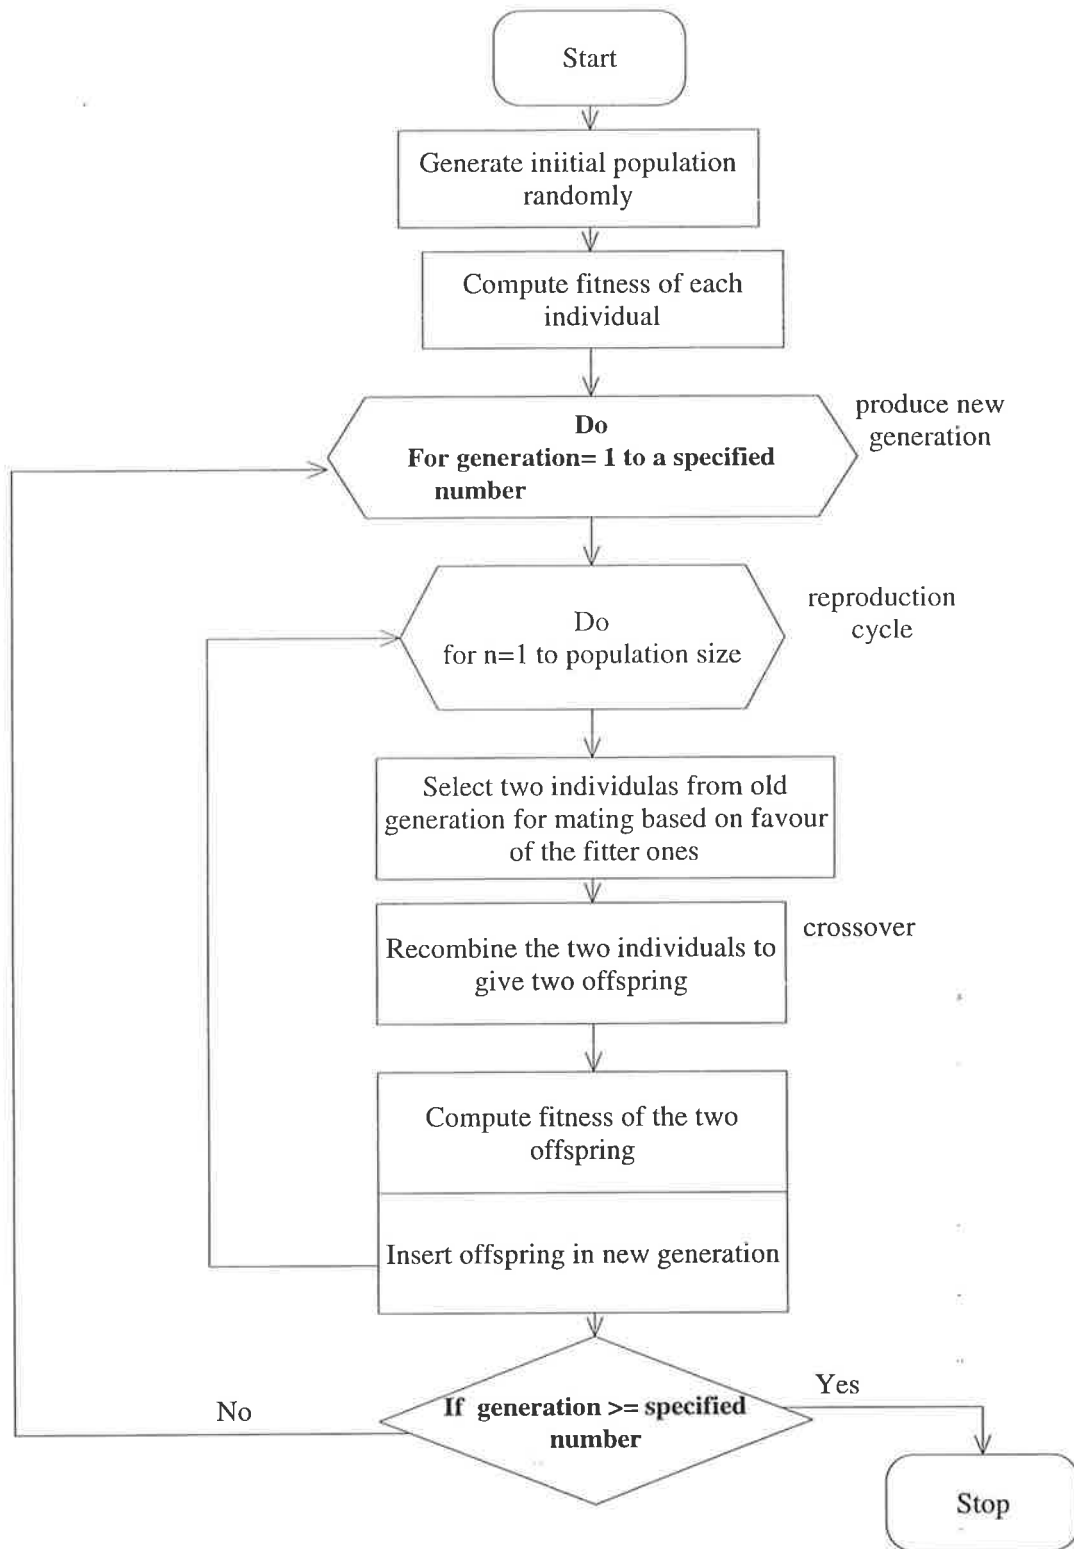 Start
Generate iniitial population
randomly
Compute fitness of each
individual
produce new
generation
Do
For generation= 1 to a specified
number
reproduction
cycle
Do
for n=1 to population size
Select two individulas from old
generation for mating based on favour
of the fitter ones
crossover
Recombine the two individuals to
give two offspring
Compute fitness of the two
offspring
Insert offspring in new generation
If generation >= specified
number
Yes
No
Stop